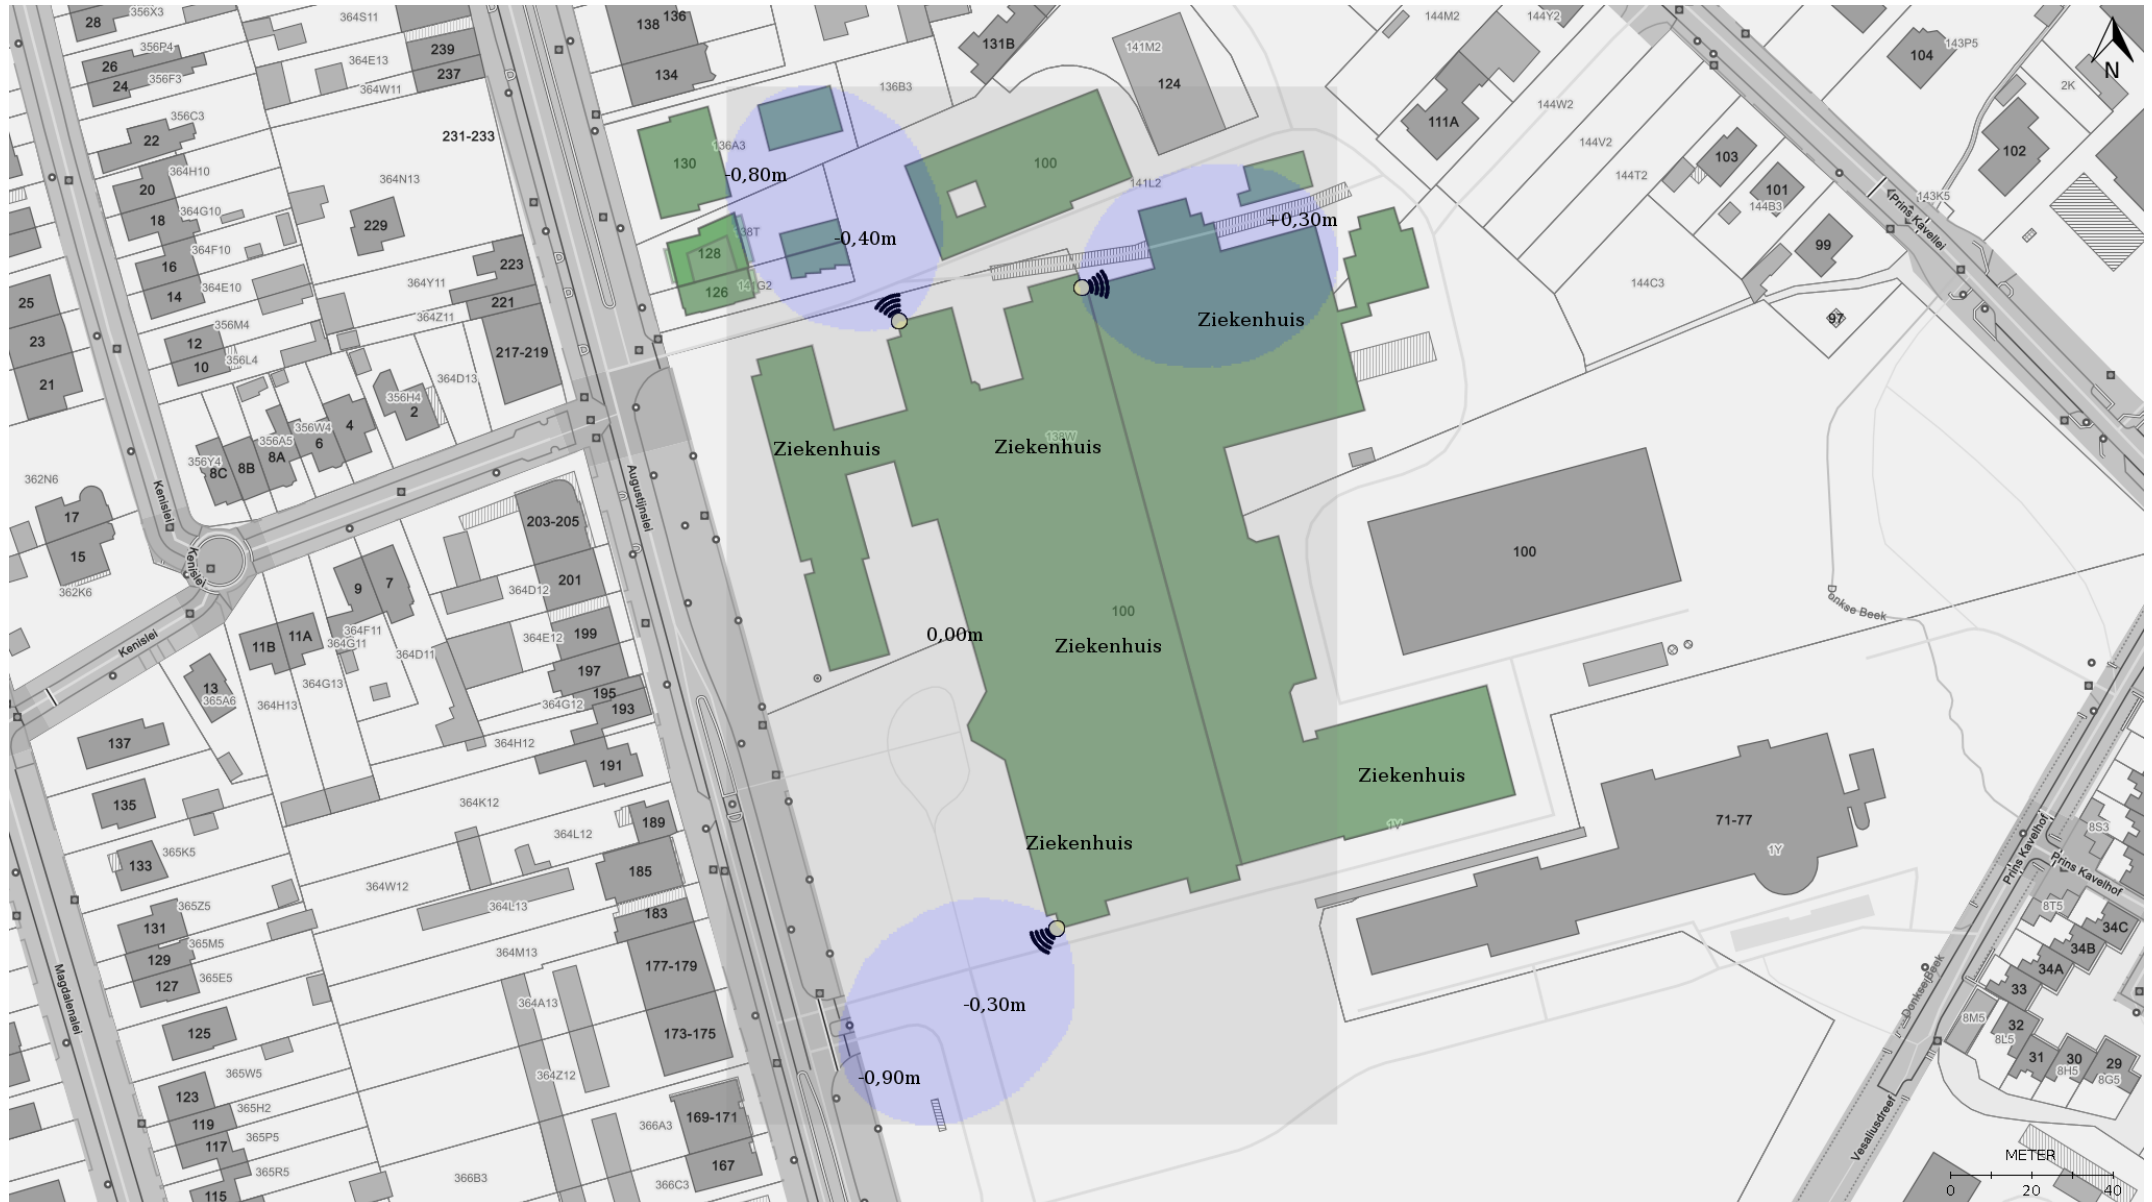 28
356X3
364S11
138
136
131B
141M2
144M2
144Y2
104
143P5
N
356P4
26
24
356F3
364E13
239
237
364W11
134
136B3
124
2K
356C3
22
231-233
111A
144W2
144V2
103
102
364H10
20
364N13
130
136A3
-0,80m
100
141L2
144T2
101
144B3
143K5
Prins Kavellei
18
364G10
229
+0,30m
99
364F10
16
14
364E10
223
364Y11
221
128
138T
-0,40m
126
144C3
25
23
21
356M4
12
10
356L4
364Z11
217-219
Ziekenhuis
97
364D13
356H4
2
356W4
4
6
356A5
8A
8B
8C
356Y4
Ziekenhuis
Ziekenhuis
362N6
17
15
362K6
Kenislei
Kenislei
Augustijnslei
203-205
201
364D12
9
7
364F11
364G11
364D11
11B
11A
364E12
199
197
195
193
364G12
100
100
Donkse Beek
0,00m
Ziekenhuis
Kenislei
13
365A6
364H13
364G13
137
364H12
191
Ziekenhuis
1Y
135
364K12
364L12
189
Ziekenhuis
71-77
1Y
8S3
Prins Kavelhof
Prins Kavelhof
133
365K5
364W12
364L13
185
183
8T5
34C
34B
34A
33
365Z5
131
365M5
129
127
365E5
364M13
177-179
Magdalenalei
364A13
-0,30m
Donkse Beek
8M5
32
8L5
31
30
8H5
29
8G5
125
173-175
365W5
364Z12
-0,90m
123
365H2
119
365P5
117
365R5
115
366A3
169-171
167
366B3
366C3
Vesaliusdreef
METER
0 20 40